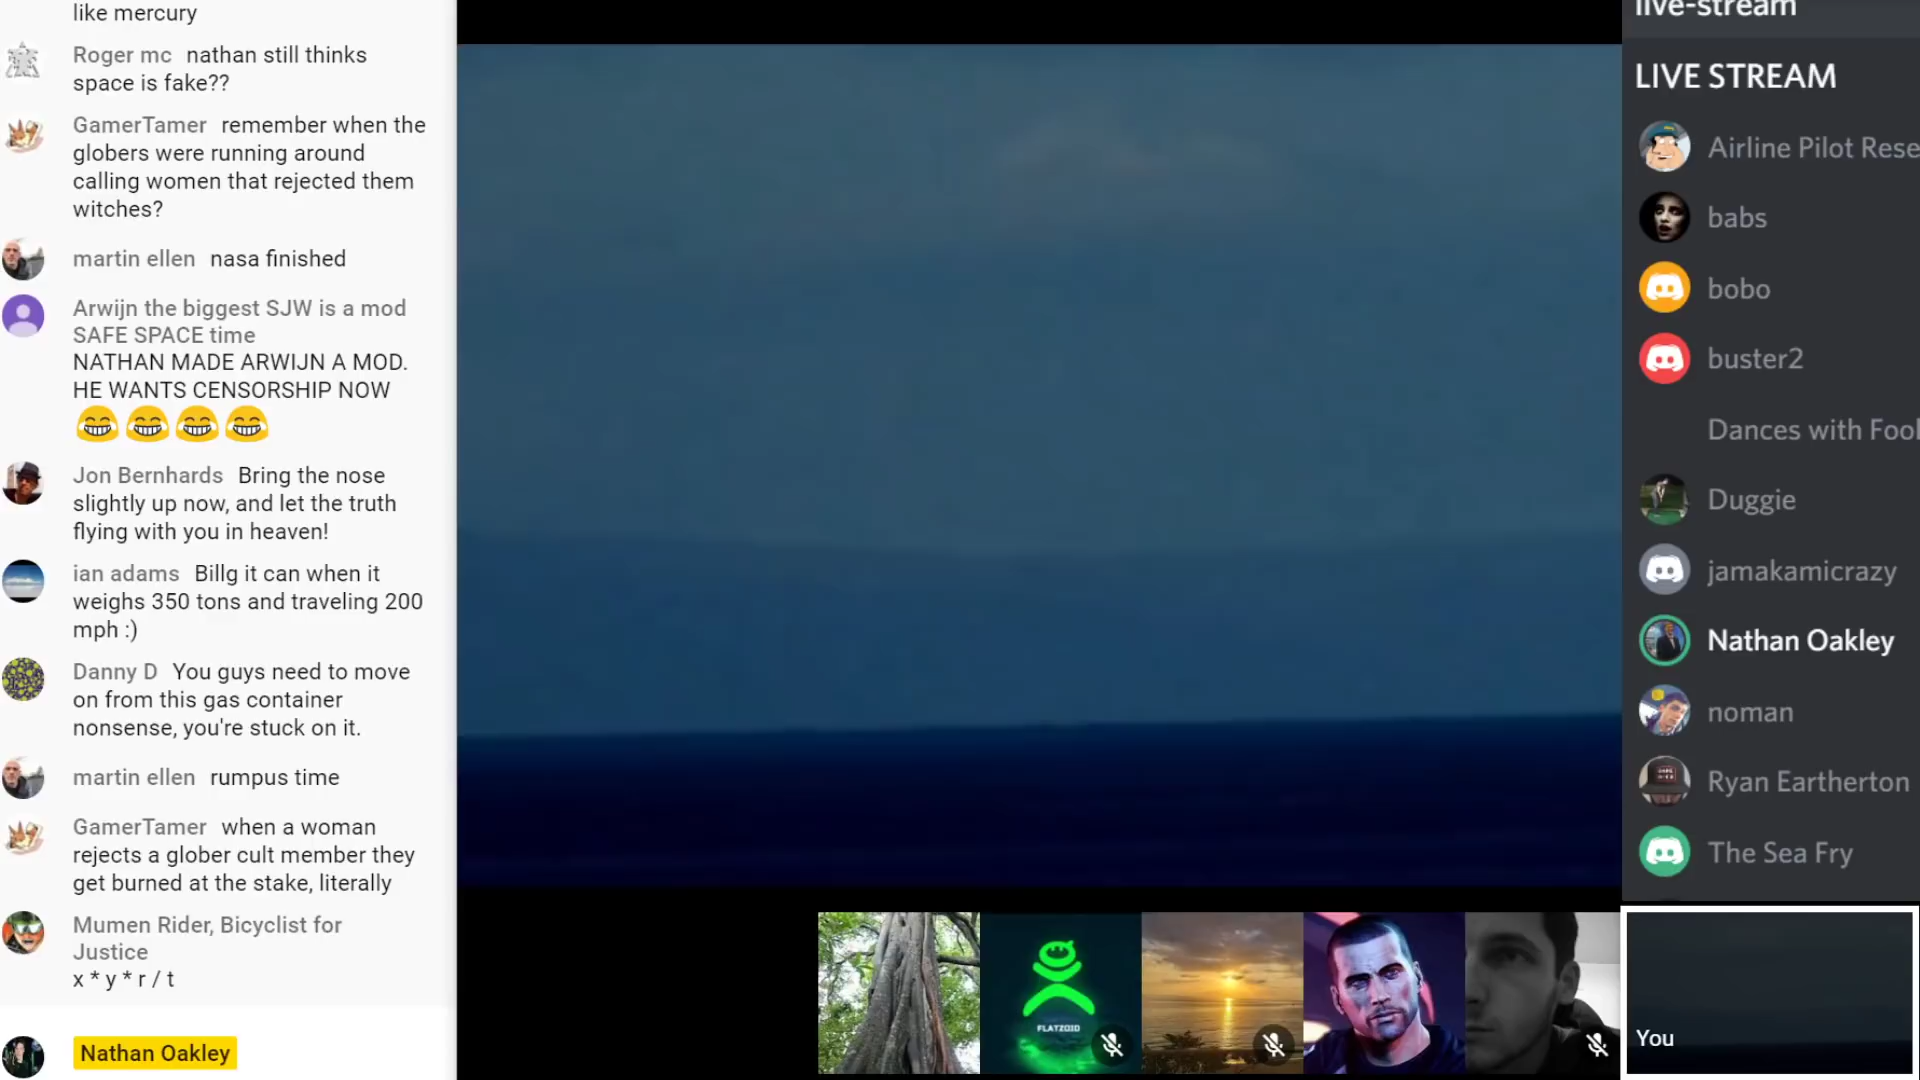 like mercury
Roger mc nathan still thinks
space is fake??
GamerTamer remember when the
globers were running around
calling women that rejected them
witches?
martin ellen nasa finished
Arwijn the biggest SJW is a mod
SAFE SPACE time
NATHAN MADE ARWIJN A MOD.
HE WANTS CENSORSHIP NOW
Jon Bernhards Bring the nose
slightly up now, and let the truth
flying with you in heaven!
ian adams Billg it can when it
weighs 350 tons and traveling 200
mph :)
Danny D You guys need to move
on from this gas container
nonsense, you're stuck on it.
martin ellen rumpus time
GamerTamer when a woman
rejects a glober cult member they
get burned at the stake, literally
Mumen Rider, Bicyclist for
Justice
x * y * r / t
Nathan Oakley
FLATZOID
You
live-stream
LIVE STREAM
Airline Pilot Rese
babs
bobo
buster2
Dances with Fool
Duggie
jamakamicrazy
Nathan Oakley
noman
Ryan Eartherton
The Sea Fry